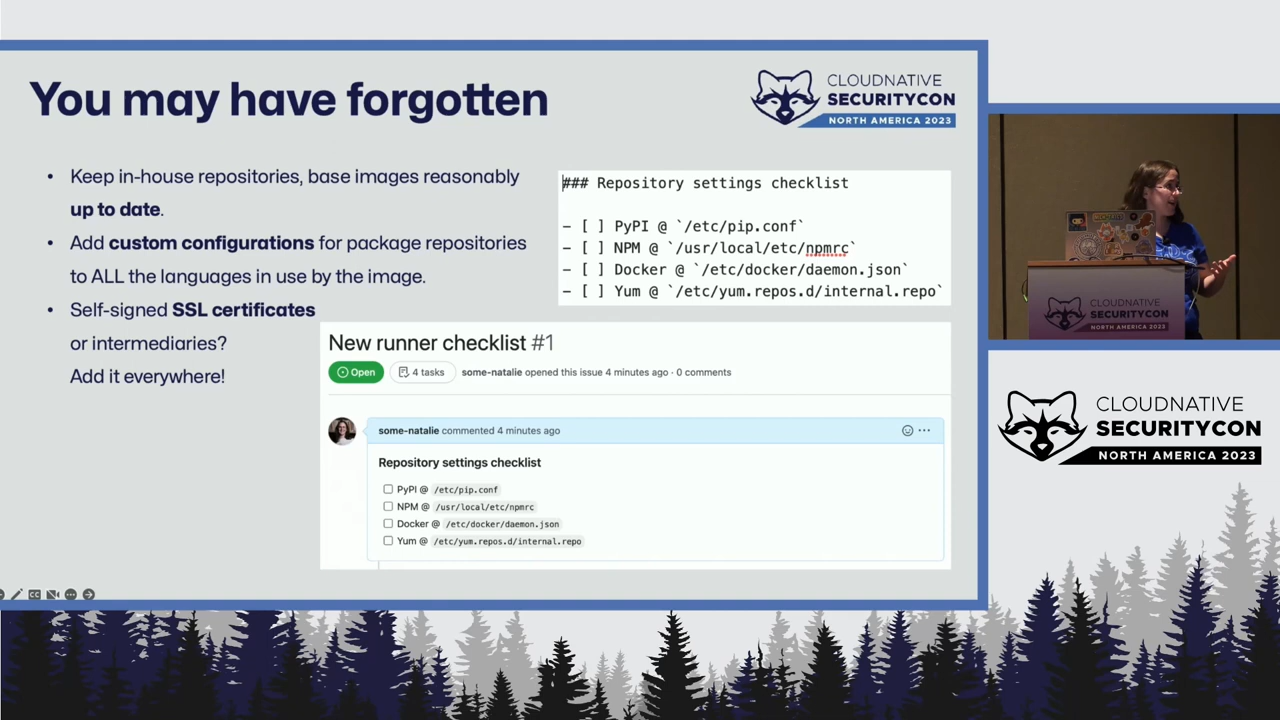 You may have forgotten
CLOUDNATIVE
SECURITYCON
NORTH AMERICA 2023
• Keep in-house repositories, base images reasonably
up to date.
• Add custom configurations for package repositories
to ALL the languages in use by the image.
• Self-signed SSL certificates
or intermediaries?
Add it everywhere!
### Repository settings checklist
- [ ] PyPI @ `/etc/pip.conf`
- [ ] NPM @ `/usr/local/etc/npmrc`
- [ ] Docker @ `/etc/docker/daemon.json`
- [ ] Yum @ `/etc/yum.repos.d/internal.repo`
New runner checklist #1
Open
4 tasks
some-natalie opened this issue 4 minutes ago · 0 comments
some-natalie commented 4 minutes ago
Repository settings checklist
PyPI @ /etc/pip.conf
NPM @ /usr/local/etc/npmrc
Docker @ /etc/docker/daemon.json
Yum @ /etc/yum.repos.d/internal.repo
CC
CLOUDNATIVE
SECURITYCON
NORTH AMERICA 2023
CLOUDNATIVE
SECURITYCON
NORTH AMERICA 2023